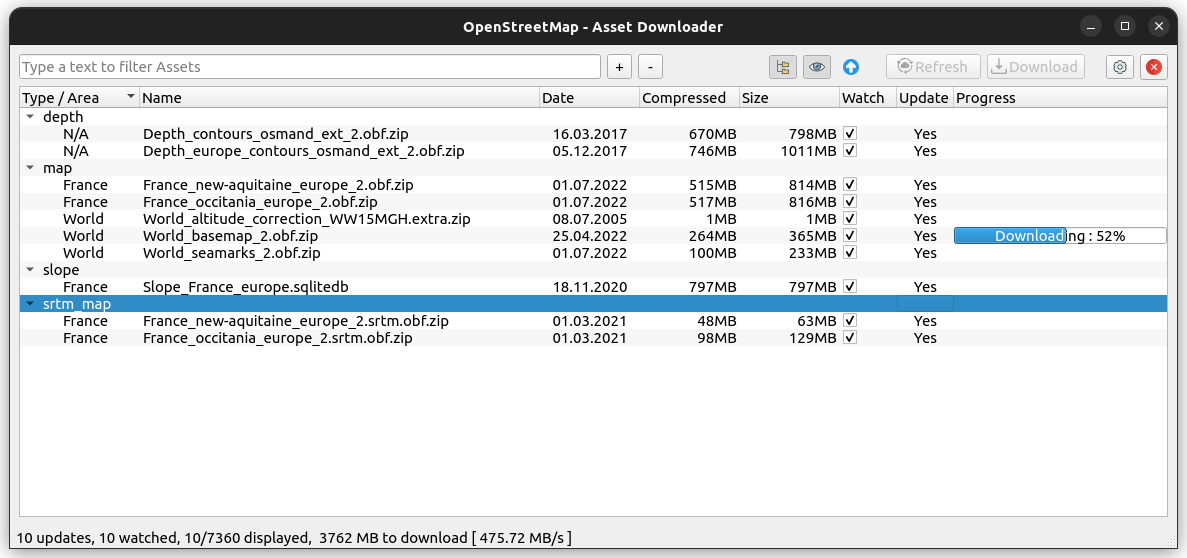 OpenStreetMap - Asset Downloader
Type a text to filter Assets + - Refresh Download
Type / Area Name Date Compressed Size Watch Update Progress
depth
N/A Depth_contours_osmand_ext_2.obf.zip 16.03.2017 670MB 798MB Yes
N/A Depth_europe_contours_osmand_ext_2.obf.zip 05.12.2017 746MB 1011MB Yes
map
France France_new-aquitaine_europe_2.obf.zip 01.07.2022 515MB 814MB Yes
France France_occitania_europe_2.obf.zip 01.07.2022 517MB 816MB Yes
World World_altitude_correction_WW15MGH.extra.zip 08.07.2005 1MB 1MB Yes
World World_basemap_2.obf.zip 25.04.2022 264MB 365MB Yes Downloading : 52%
World World_seamarks_2.obf.zip 01.07.2022 100MB 233MB Yes
slope
France Slope_France_europe.sqlitedb 18.11.2020 797MB 797MB Yes
srtm_map
France France_new-aquitaine_europe_2.srtm.obf.zip 01.03.2021 48MB 63MB Yes
France France_occitania_europe_2.srtm.obf.zip 01.03.2021 98MB 129MB Yes
10 updates, 10 watched, 10/7360 displayed, 3762 MB to download [ 475.72 MB/s ]